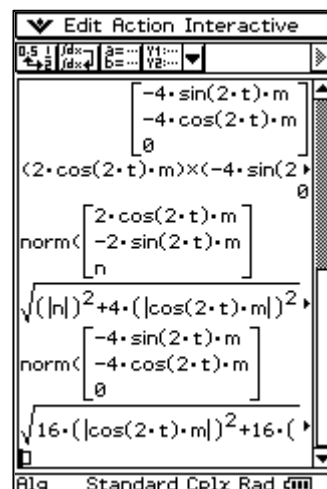 Edit Action Interactive
[-4·sin(2·t)·m
-4·cos(2·t)·m
0]
(2·cos(2·t)·m)×(-4·sin(2
0
norm([2·cos(2·t)·m
-2·sin(2·t)·m
n
√((|n|)^2+4·(|cos(2·t)·m|)^2
norm([-4·sin(2·t)·m
-4·cos(2·t)·m
0
√(16·(|cos(2·t)·m|)^2+16·(
Alg Standard Cplx Rad